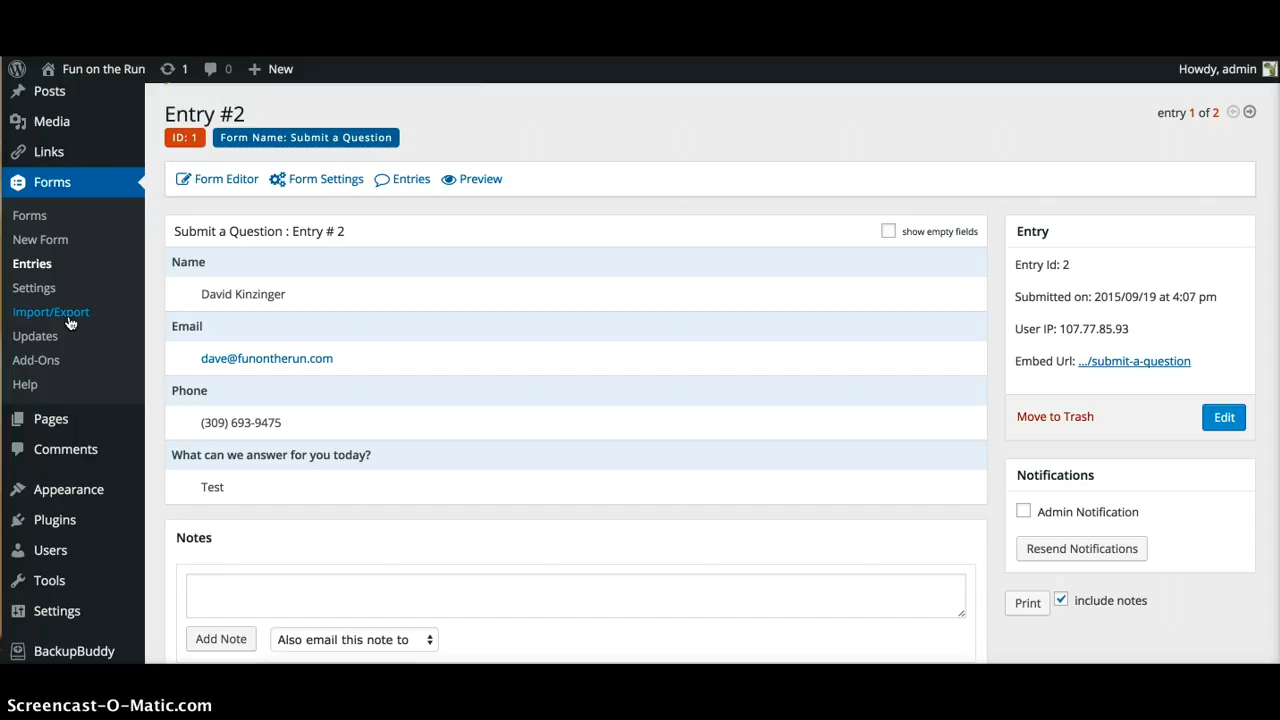 Fun on the Run 1 0 New Howdy, admin
Posts
Media
Links
Forms
Forms
New Form
Entries
Settings
Import/Export
Updates
Add-Ons
Help
Pages
Comments
Appearance
Plugins
Users
Tools
Settings
BackupBuddy
Entry #2
entry 1 of 2
ID: 1 Form Name: Submit a Question
Form Editor Form Settings Entries Preview
Submit a Question : Entry # 2 show empty fields
Name
David Kinzinger
Email
dave@funontherun.com
Phone
(309) 693-9475
What can we answer for you today?
Test
Notes
Add Note Also email this note to
Entry
Entry Id: 2
Submitted on: 2015/09/19 at 4:07 pm
User IP: 107.77.85.93
Embed Url: .../submit-a-question
Move to Trash Edit
Notifications
Admin Notification
Resend Notifications
Print include notes
Screencast-O-Matic.com